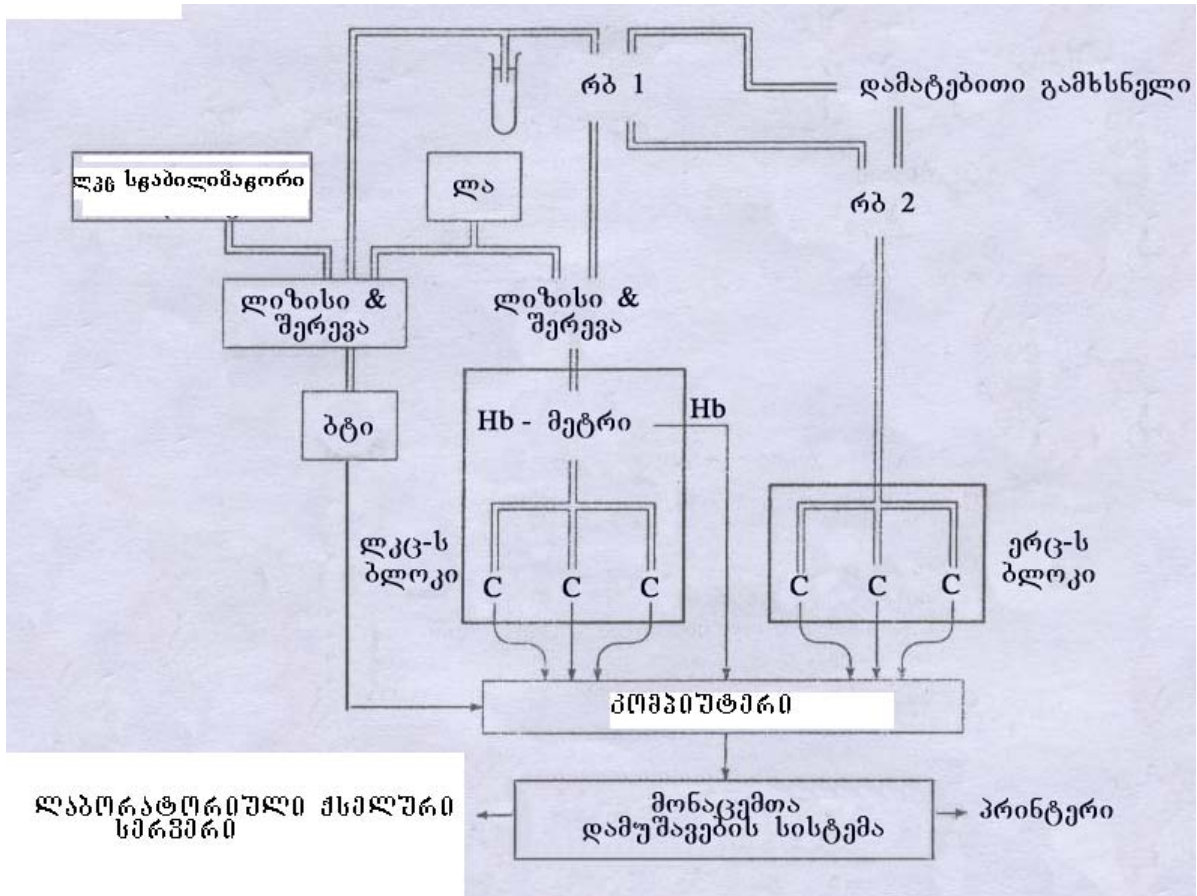 რბ 1
დამატებითი გამხსნელი
ლკც სტაბილიზატორი
ლა
რბ 2
ლიზისი &
შერევა
ლიზისი &
შერევა
ბტი
Hb - მეტრი
Hb
ლკც-ს
ბლოკი
C C C
ერც-ს
ბლოკი
C C C
კომპიუტერი
ლაბორატორიული ქსელური
სერვერი
მონაცემთა
დამუშავების სისტემა
პრინტერი